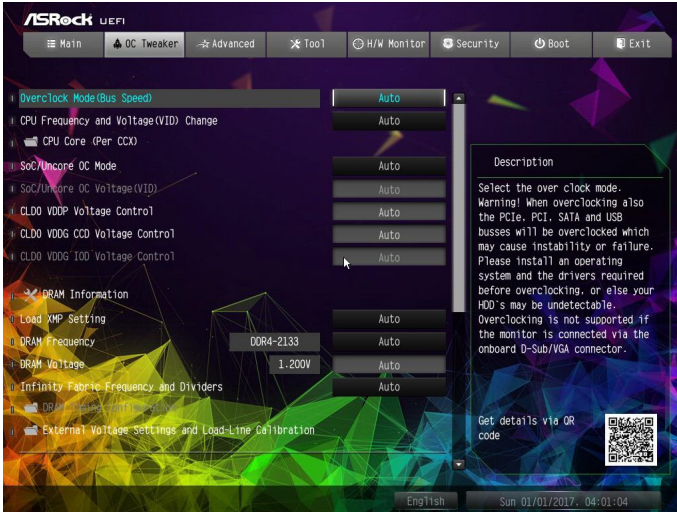 ASRock UEFI
Main
OC Tweaker
Advanced
Tool
H/W Monitor
Security
Boot
Exit
Overclock Mode(Bus Speed) Auto
CPU Frequency and Voltage(VID) Change Auto
CPU Core (Per CCX)
SoC/Uncore OC Mode Auto
SoC/Uncore OC Voltage(VID) Auto
CLDO VDDP Voltage Control Auto
CLDO VDDG CCD Voltage Control Auto
CLDO VDDG IOD Voltage Control Auto
DRAM Information
Load XMP Setting Auto
DRAM Frequency DDR4-2133 Auto
DRAM Voltage 1.200V Auto
Infinity Fabric Frequency and Dividers Auto
DRAM
External Voltage Settings and Load-Line Calibration
Description
Select the over clock mode.
Warning! When overclocking also
the PCIe, PCI, SATA and USB
busses will be overclocked which
may cause instability or failure.
Please install an operating
system and the drivers required
before overclocking, or else your
HDD`s may be undetectable.
Overclocking is not supported if
the monitor is connected via the
onboard D-Sub/VGA connector.
Get details via QR
code
English
Sun 01/01/2017. 04:01:04